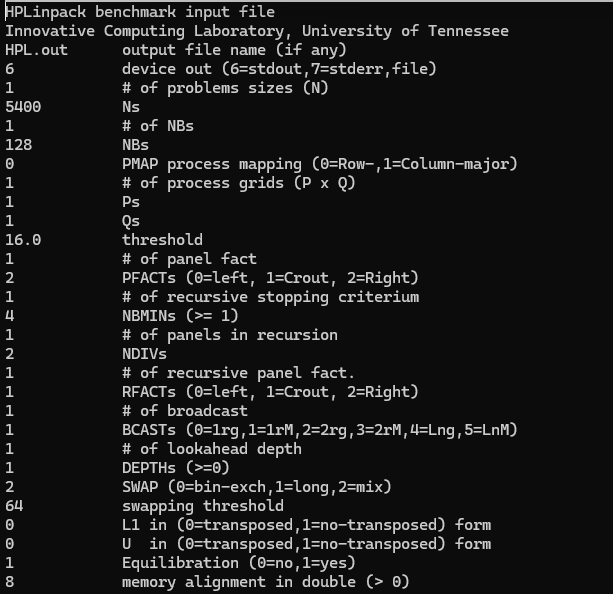 HPLinpack benchmark input file
Innovative Computing Laboratory, University of Tennessee
HPL.out      output file name (if any)
6            device out (6=stdout,7=stderr,file)
1            # of problems sizes (N)
5400         Ns
1            # of NBs
128          NBs
0            PMAP process mapping (0=Row-,1=Column-major)
1            # of process grids (P x Q)
1            Ps
1            Qs
16.0         threshold
1            # of panel fact
2            PFACTs (0=left, 1=Crout, 2=Right)
1            # of recursive stopping criterium
4            NBMINs (>= 1)
1            # of panels in recursion
2            NDIVs
1            # of recursive panel fact.
1            RFACTs (0=left, 1=Crout, 2=Right)
1            # of broadcast
1            BCASTs (0=1rg,1=1rM,2=2rg,3=2rM,4=Lng,5=LnM)
1            # of lookahead depth
1            DEPTHs (>=0)
2            SWAP (0=bin-exch,1=long,2=mix)
64           swapping threshold
0            L1 in (0=transposed,1=no-transposed) form
0            U  in (0=transposed,1=no-transposed) form
1            Equilibration (0=no,1=yes)
8            memory alignment in double (> 0)